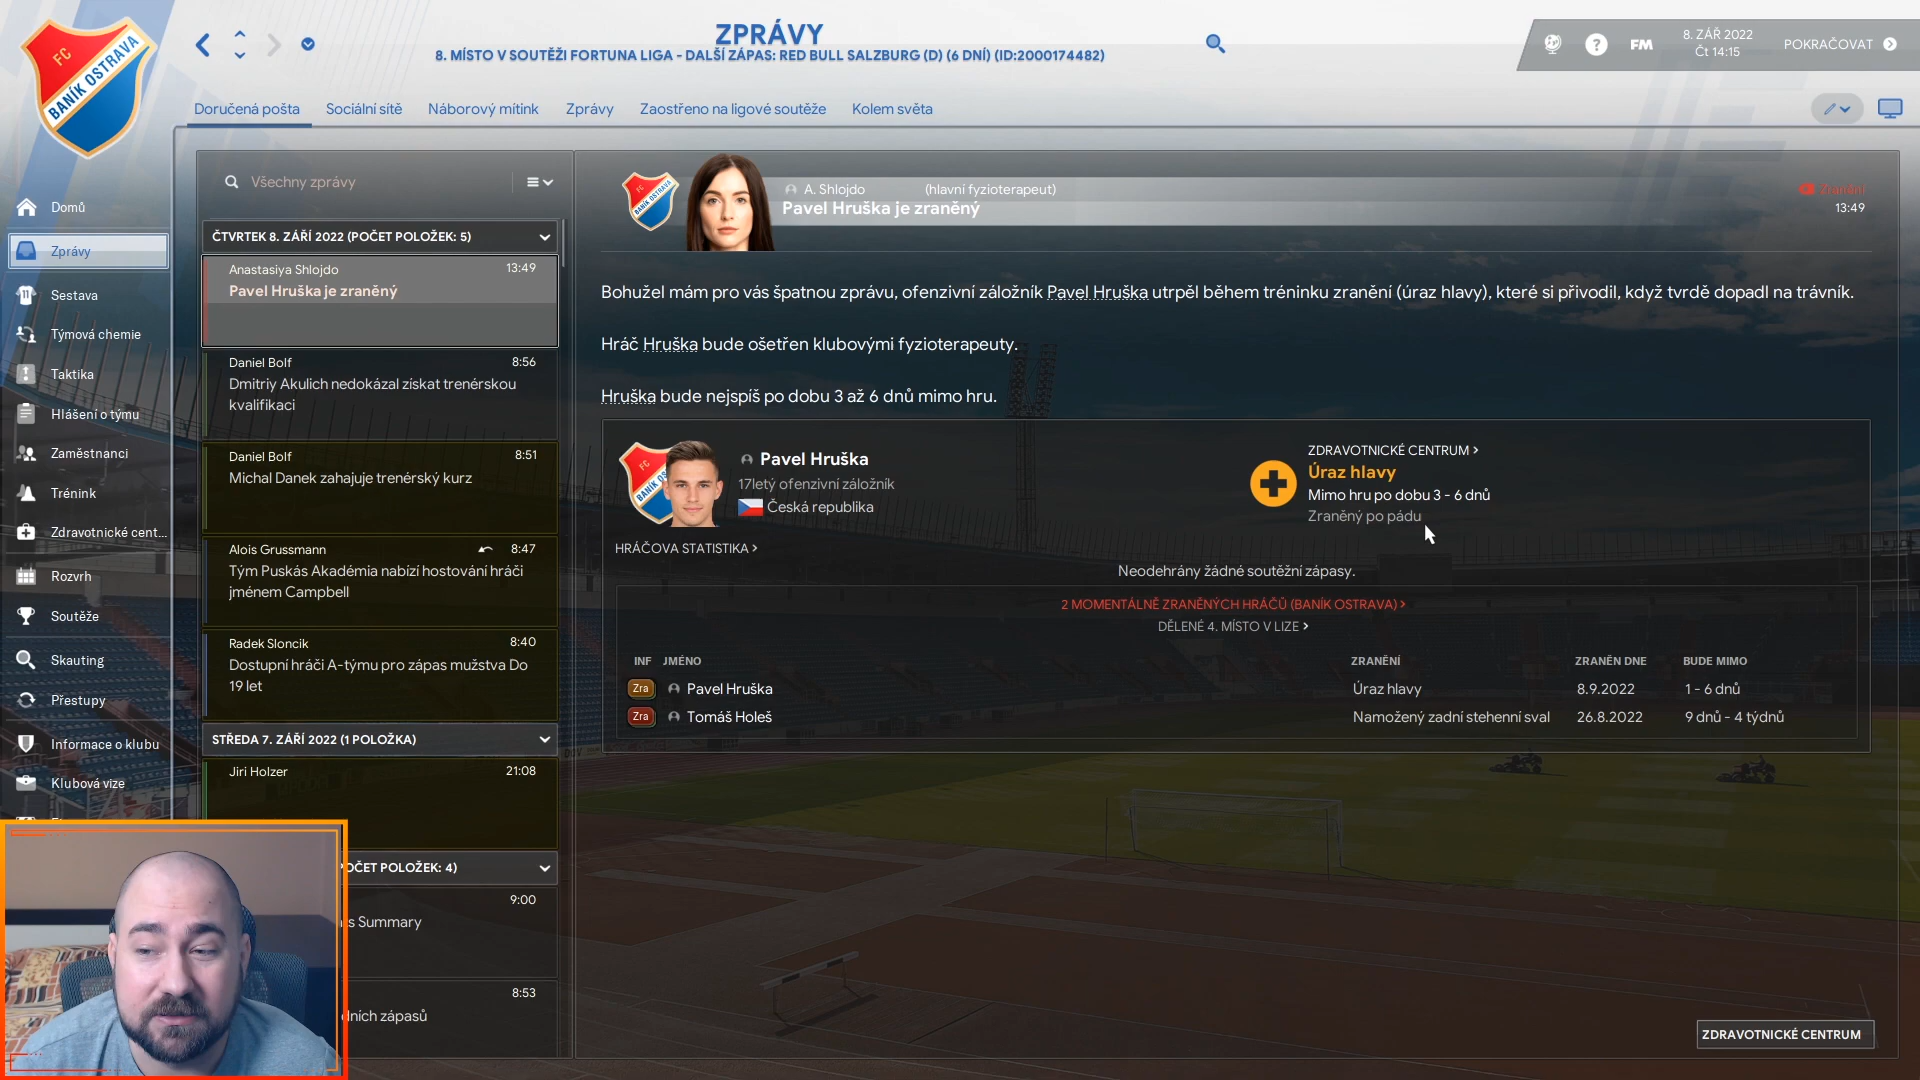 FC
BANÍK OSTRAVA
ZPRÁVY
8. MÍSTO V SOUTĚŽI FORTUNA LIGA - DALŠÍ ZÁPAS: RED BULL SALZBURG (D) (6 DNÍ) (ID:2000174482)
?
FM
8. ZÁŘ 2022
Čt 14:15
POKRAČOVAT
Doručená pošta
Sociální sítě
Náborový mítink
Zprávy
Zaostřeno na ligové soutěže
Kolem světa
Domů
Zprávy
Sestava
Týmová chemie
Taktika
Hlášení o týmu
Zaměstnanci
Trénink
Zdravotnické cent...
Rozvrh
Soutěže
Skauting
Přestupy
Informace o klubu
Klubová vize
Všechny zprávy
ČTVRTEK 8. ZÁŘÍ 2022 (POČET POLOŽEK: 5)
Anastasiya Shlojdo 13:49
Pavel Hruška je zraněný
Daniel Bolf 8:56
Dmitriy Akulich nedokázal získat trenérskou
kvalifikaci
Daniel Bolf 8:51
Michal Danek zahajuje trenérský kurz
Alois Grussmann 8:47
Tým Puskás Akadémia nabízí hostování hráči
jménem Campbell
Radek Sloncik 8:40
Dostupní hráči A-týmu pro zápas mužstva Do
19 let
STŘEDA 7. ZÁŘÍ 2022 (1 POLOŽKA)
Jiri Holzer 21:08
POČET POLOŽEK: 4)
9:00
s Summary
8:53
dních zápasů
A. Shlojdo (hlavní fyzioterapeut)
Pavel Hruška je zraněný
Zranění
13:49
Bohužel mám pro vás špatnou zprávu, ofenzivní záložník Pavel Hruška utrpěl během tréninku zranění (úraz hlavy), které si přivodil, když tvrdě dopadl na trávník.
Hráč Hruška bude ošetřen klubovými fyzioterapeuty.
Hruška bude nejspíš po dobu 3 až 6 dnů mimo hru.
Pavel Hruška
17letý ofenzivní záložník
Česká republika
ZDRAVOTNICKÉ CENTRUM >
Úraz hlavy
Mimo hru po dobu 3 - 6 dnů
Zraněný po pádu
HRÁČOVA STATISTIKA >
Neodehrány žádné soutěžní zápasy.
2 MOMENTÁLNĚ ZRANĚNÝCH HRÁČŮ (BANÍK OSTRAVA) >
DĚLENÉ 4. MÍSTO V LIZE >
INF JMÉNO ZRANĚNÍ ZRANĚN DNE BUDE MIMO
Zra Pavel Hruška Úraz hlavy 8.9.2022 1 - 6 dnů
Zra Tomáš Holeš Namožený zadní stehenní sval 26.8.2022 9 dnů - 4 týdnů
ZDRAVOTNICKÉ CENTRUM